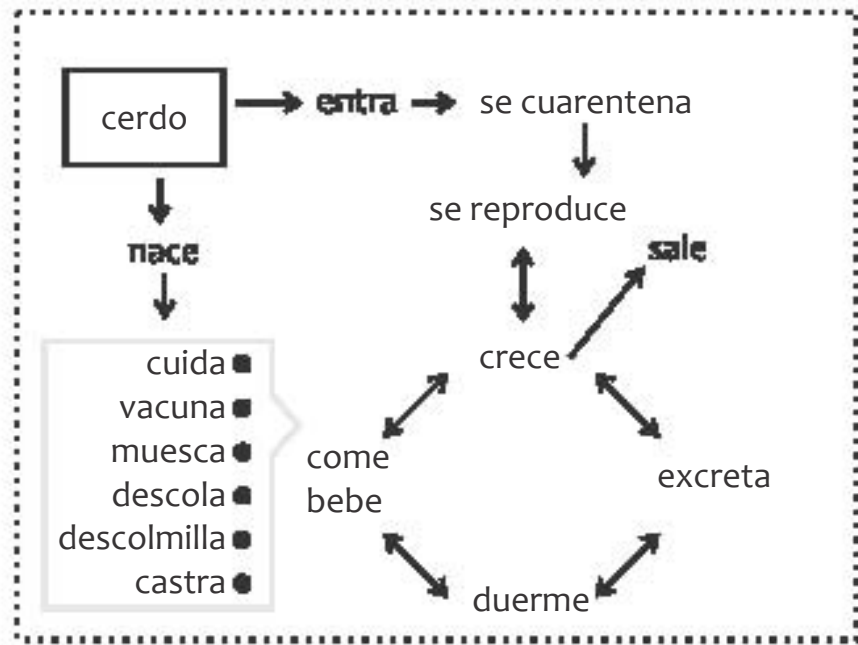 cerdo
entra
se cuarentena
se reproduce
nace
sale
cuida
vacuna
muesca
descola
descolmilla
castra
crece
come
bebe
excreta
duerme